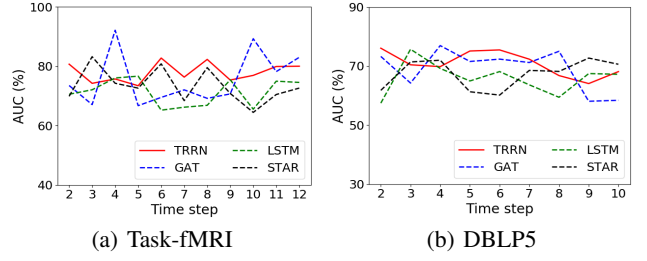 100
80
60
40
AUC (%)
2 3 4 5 6 7 8 9 10 11 12
Time step
TRRN
GAT
LSTM
STAR
(a) Task-fMRI
90
70
50
30
AUC (%)
2 3 4 5 6 7 8 9 10
Time step
TRRN
GAT
LSTM
STAR
(b) DBLP5